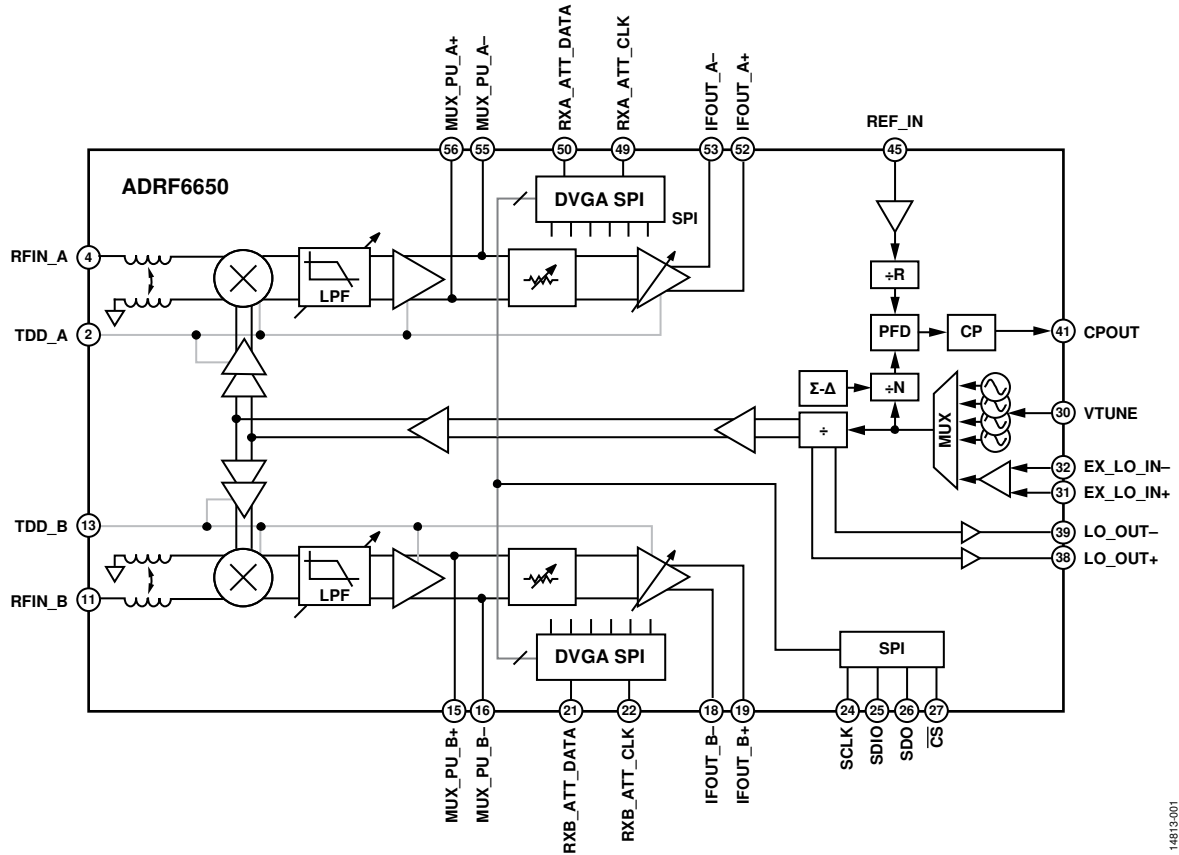 MUX_PU_A+
MUX_PU_A–
RXA_ATT_DATA
RXA_ATT_CLK
IFOUT_A–
IFOUT_A+
REF_IN
56
55
50
49
53
52
45
ADRF6650
DVGA SPI
SPI
RFIN_A
4
LPF
÷R
TDD_A
2
PFD
CP
41
CPOUT
Σ-Δ
÷N
MUX
30
VTUNE
÷
32
EX_LO_IN–
31
EX_LO_IN+
TDD_B
13
39
LO_OUT–
38
LO_OUT+
RFIN_B
11
LPF
DVGA SPI
SPI
15
16
21
22
18
19
24
25
26
27
MUX_PU_B+
MUX_PU_B–
RXB_ATT_DATA
RXB_ATT_CLK
IFOUT_B–
IFOUT_B+
SCLK
SDIO
SDO
CS
14813-001